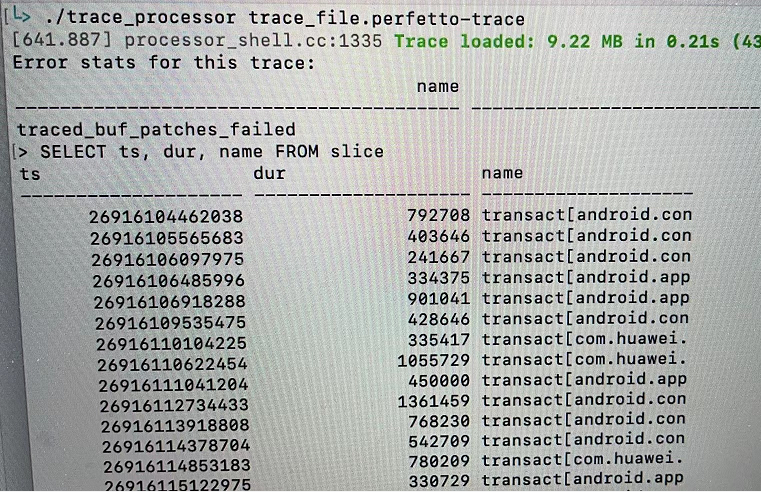 [└> ./trace_processor trace_file.perfetto-trace
[641.887] processor_shell.cc:1335 Trace loaded: 9.22 MB in 0.21s (43
Error stats for this trace:
name
---------------------------------------- --------------------
traced_buf_patches_failed
[> SELECT ts, dur, name FROM slice
ts dur name
-------------------- -------------------- --------------------
26916104462038 792708 transact[android.con
26916105565683 403646 transact[android.con
26916106097975 241667 transact[android.con
26916106485996 334375 transact[android.app
26916106918288 901041 transact[android.app
26916109535475 428646 transact[android.con
26916110104225 335417 transact[com.huawei.
26916110622454 1055729 transact[com.huawei.
26916111041204 450000 transact[android.app
26916112734433 1361459 transact[android.con
26916113918808 768230 transact[android.con
26916114378704 542709 transact[android.con
26916114853183 780209 transact[com.huawei.
26916115122975 330729 transact[android.app